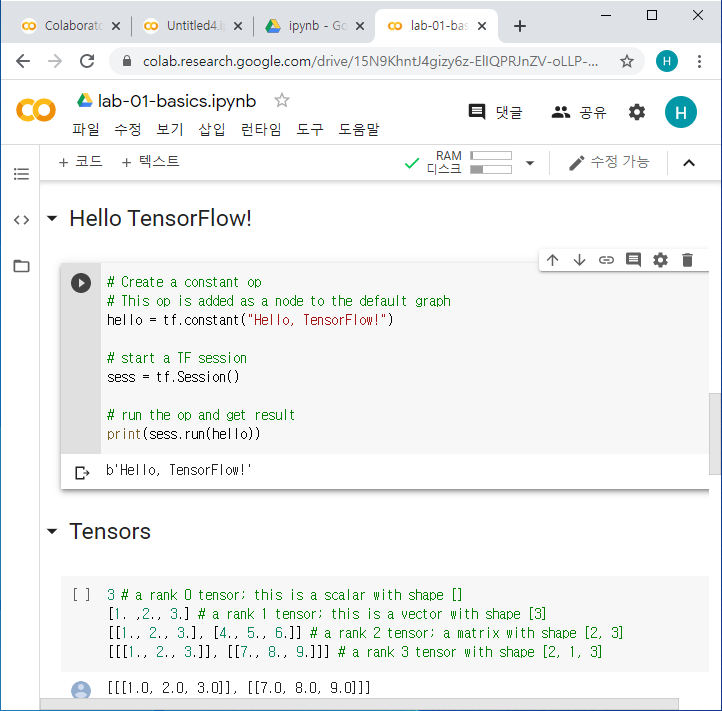 Colaborato
Untitled4.i
ipynb - Go
lab-01-bas
colab.research.google.com/drive/15N9KhntJ4gizy6z-ElIQPRJnZV-oLLP-...
H
lab-01-basics.ipynb
댓글
공유
H
파일 수정 보기 삽입 런타임 도구 도움말
+ 코드 + 텍스트
RAM
디스크
수정 가능
Hello TensorFlow!
# Create a constant op
# This op is added as a node to the default graph
hello = tf.constant("Hello, TensorFlow!")
# start a TF session
sess = tf.Session()
# run the op and get result
print(sess.run(hello))
b'Hello, TensorFlow!'
Tensors
[ ] 3 # a rank 0 tensor; this is a scalar with shape []
[1. ,2., 3.] # a rank 1 tensor; this is a vector with shape [3]
[[1., 2., 3.], [4., 5., 6.]] # a rank 2 tensor; a matrix with shape [2, 3]
[[[1., 2., 3.]], [[7., 8., 9.]]] # a rank 3 tensor with shape [2, 1, 3]
[[[1.0, 2.0, 3.0]], [[7.0, 8.0, 9.0]]]